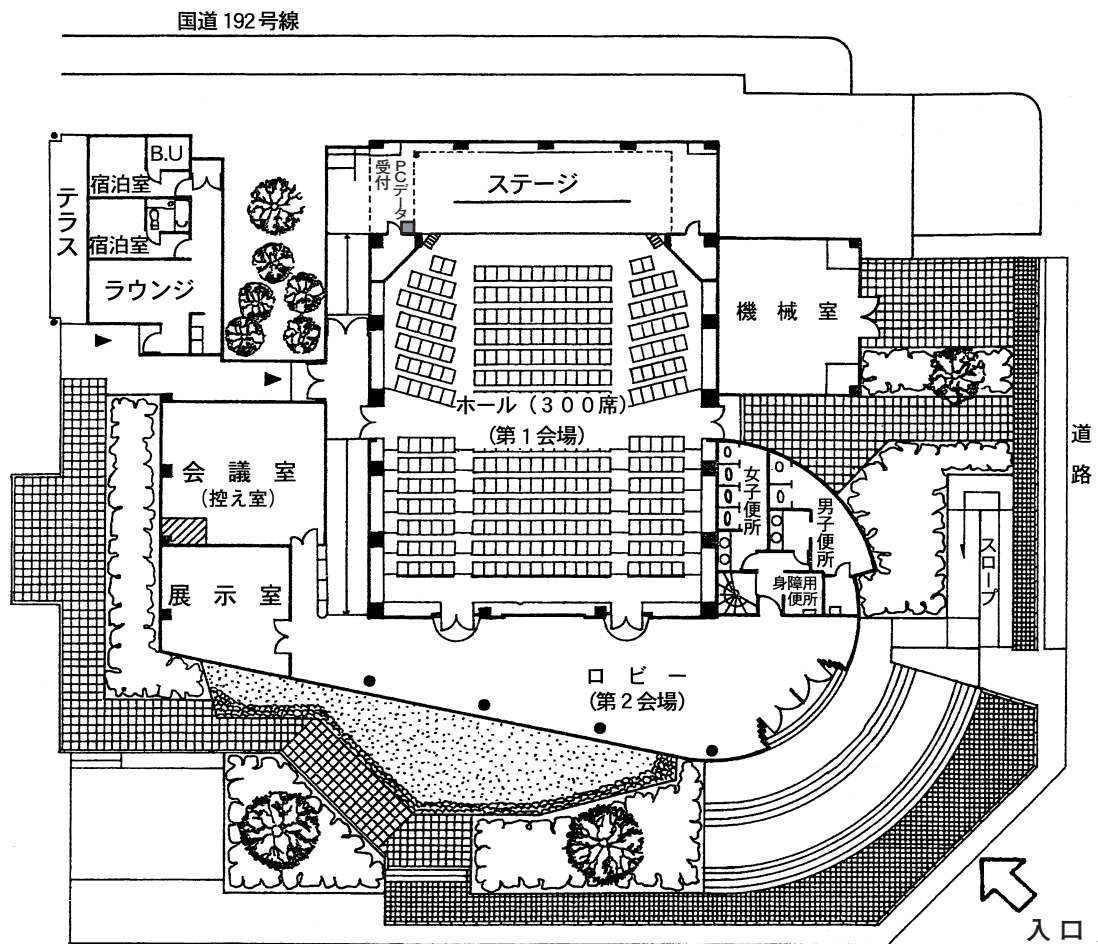 国道192号線
B.U
宿泊室
宿泊室
テラス
ラウンジ
PCデータ
受付
ステージ
機械室
ホール(300席)
(第1会場)
会議室
(控え室)
展示室
女子便所
男子便所
身障用
便所
スロープ
道路
ロビー
(第2会場)
入口